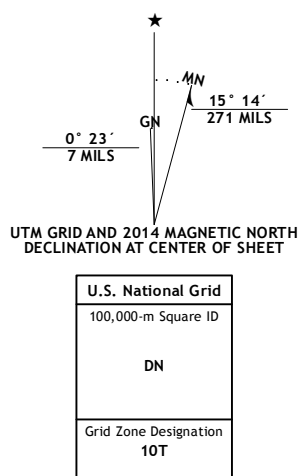 ★
MN
GN
15° 14´
271 MILS
0° 23´
7 MILS
UTM GRID AND 2014 MAGNETIC NORTH
DECLINATION AT CENTER OF SHEET
U.S. National Grid
100,000-m Square ID
DN
Grid Zone Designation
10T